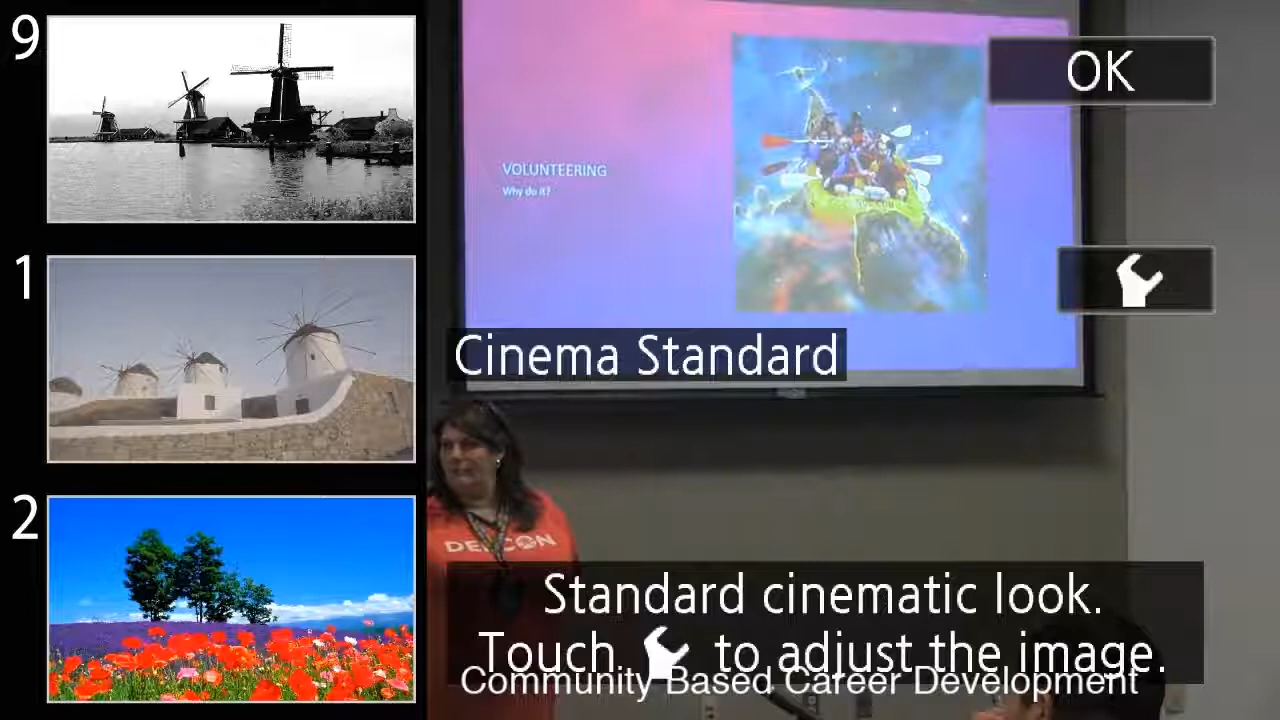 9
1
2
VOLUNTEERING
Why do it?
OK
Cinema Standard
DEFCON
Standard cinematic look.
Touch to adjust the image.
Community Based Career Development